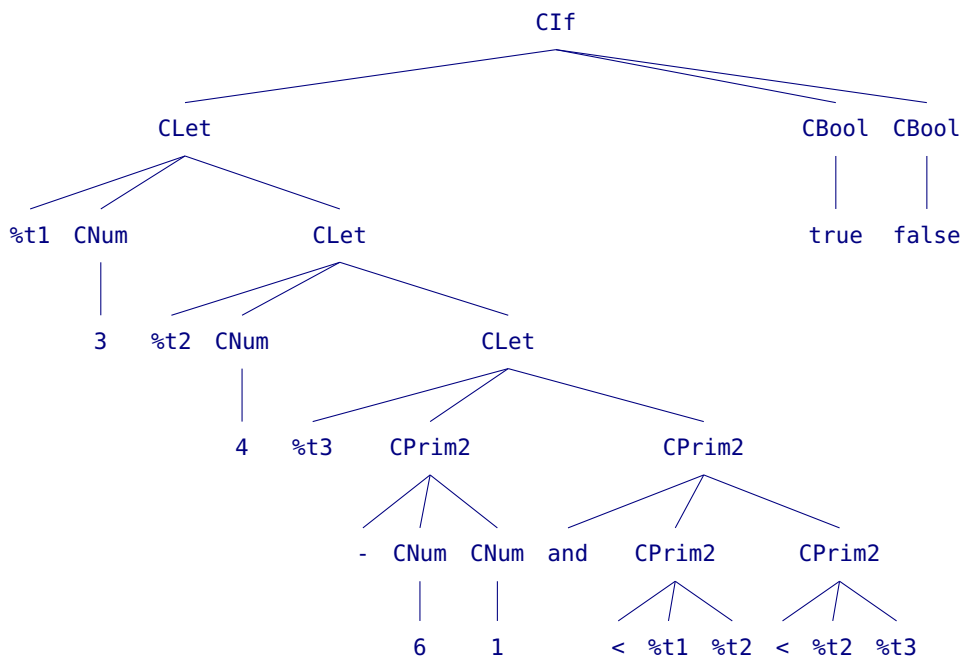 CIf
CLet CBool CBool
%t1 CNum CLet true false
3 %t2 CNum CLet
4 %t3 CPrim2 CPrim2
- CNum CNum and CPrim2 CPrim2
6 1 < %t1 %t2 < %t2 %t3